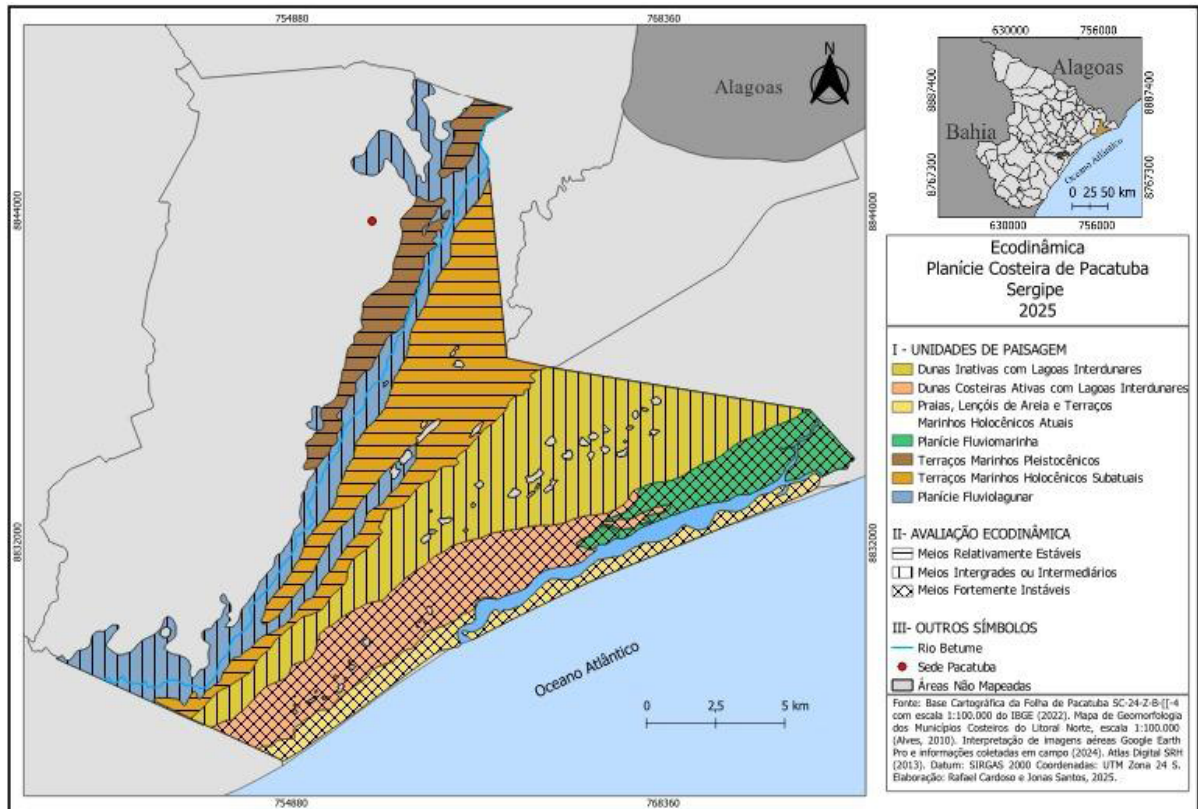 754880
768360
8844000
8832000
N
Alagoas
Oceano Atlântico
0 2,5 5 km
8844000
8832000
754880
768360
630000 756000
8887400
8767300
Alagoas
Bahia
Oceano Atlântico
0 25 50 km
8887400
8767300
630000 756000
Ecodinâmica
Planície Costeira de Pacatuba
Sergipe
2025
I - UNIDADES DE PAISAGEM
Dunas Inativas com Lagoas Interdunares
Dunas Costeiras Ativas com Lagoas Interdunares
Praias, Lençóis de Areia e Terraços
Marinhos Holocênicos Atuais
Planície Fluviomarinha
Terraços Marinhos Pleistocênicos
Terraços Marinhos Holocênicos Subatuais
Planície Fluviolagunar
II- AVALIAÇÃO ECODINÂMICA
Meios Relativamente Estáveis
Meios Intergrades ou Intermediários
Meios Fortemente Instáveis
III- OUTROS SÍMBOLOS
Rio Betume
Sede Pacatuba
Áreas Não Mapeadas
Fonte: Base Cartográfica da Folha de Pacatuba SC-24-Z-B-[[-4
com escala 1:100.000 do IBGE (2022). Mapa de Geomorfologia
dos Municípios Costeiros do Litoral Norte, escala 1:100.000
(Alves, 2010). Interpretação de imagens aéreas Google Earth
Pro e informações coletadas em campo (2024). Atlas Digital SRH
(2013). Datum: SIRGAS 2000 Coordenadas: UTM Zona 24 S.
Elaboração: Rafael Cardoso e Jonas Santos, 2025.